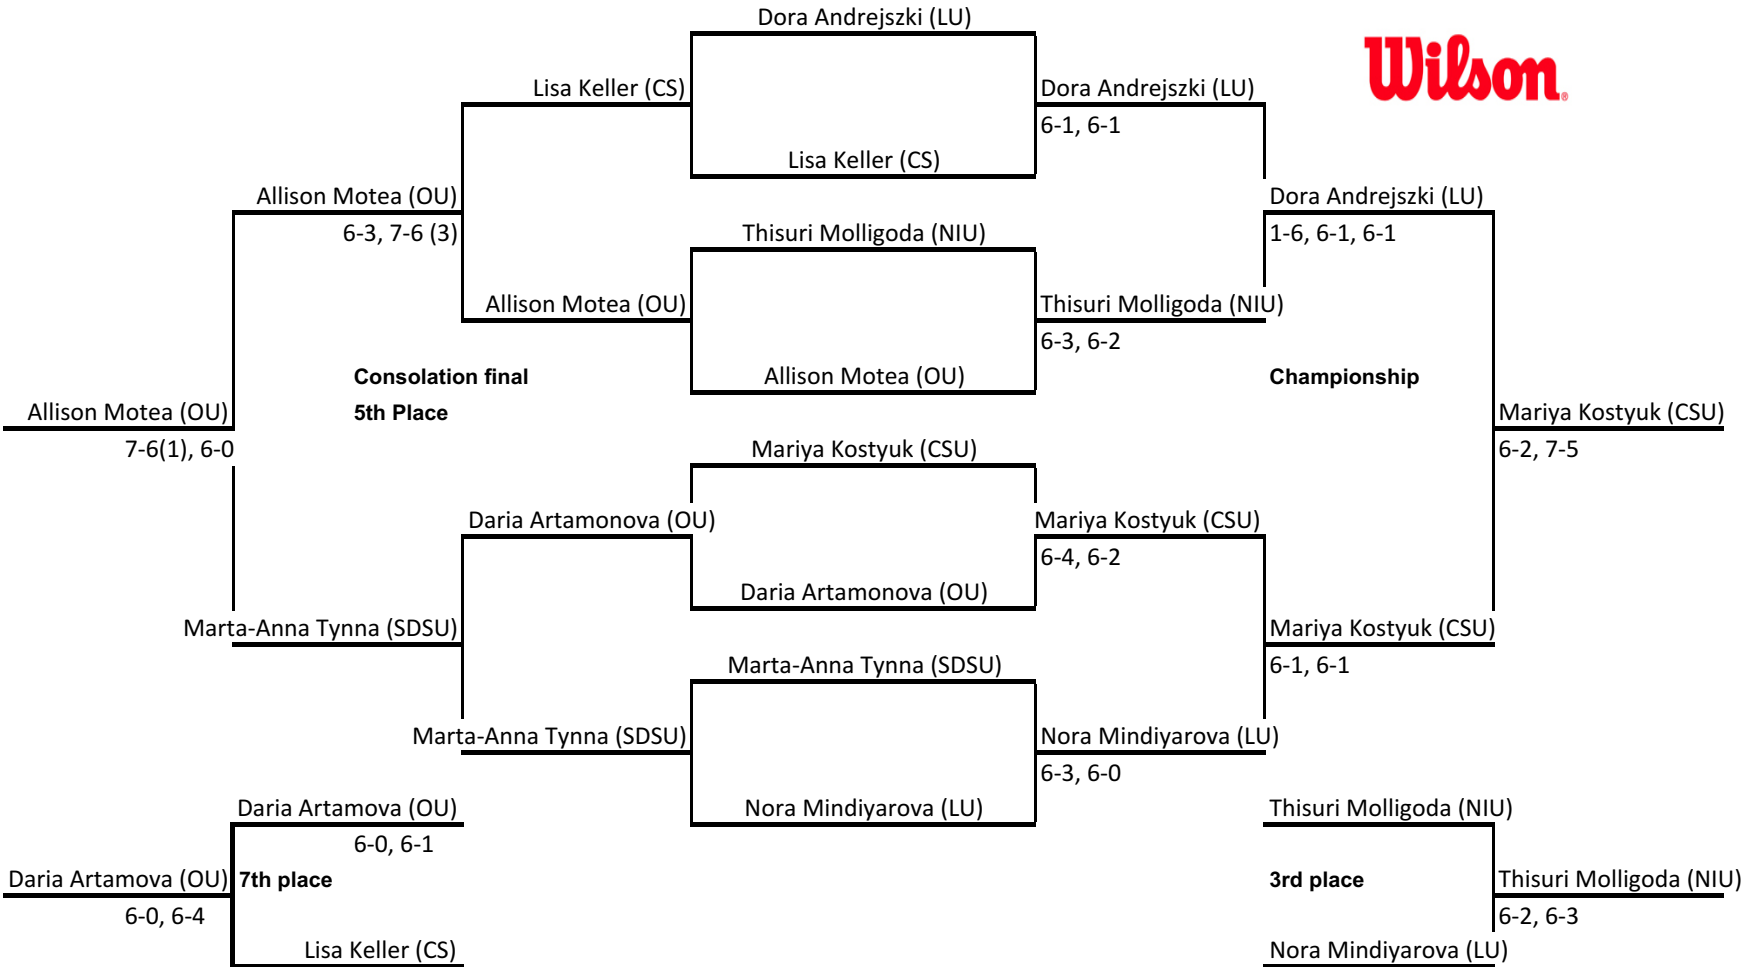 Dora Andrejszki (LU)
Wilson®
Lisa Keller (CS)
Dora Andrejszki (LU)
6-1, 6-1
Lisa Keller (CS)
Allison Motea (OU)
Dora Andrejszki (LU)
6-3, 7-6 (3)
Thisuri Molligoda (NIU)
1-6, 6-1, 6-1
Allison Motea (OU)
Thisuri Molligoda (NIU)
6-3, 6-2
Consolation final
Allison Motea (OU)
Championship
Allison Motea (OU)
5th Place
Mariya Kostyuk (CSU)
7-6(1), 6-0
Mariya Kostyuk (CSU)
6-2, 7-5
Daria Artamonova (OU)
Mariya Kostyuk (CSU)
6-4, 6-2
Daria Artamonova (OU)
Marta-Anna Tynna (SDSU)
Mariya Kostyuk (CSU)
Marta-Anna Tynna (SDSU)
6-1, 6-1
Marta-Anna Tynna (SDSU)
Nora Mindiyarova (LU)
6-3, 6-0
Daria Artamova (OU)
Nora Mindiyarova (LU)
Thisuri Molligoda (NIU)
6-0, 6-1
Daria Artamova (OU)
7th place
3rd place
Thisuri Molligoda (NIU)
6-0, 6-4
6-2, 6-3
Lisa Keller (CS)
Nora Mindiyarova (LU)